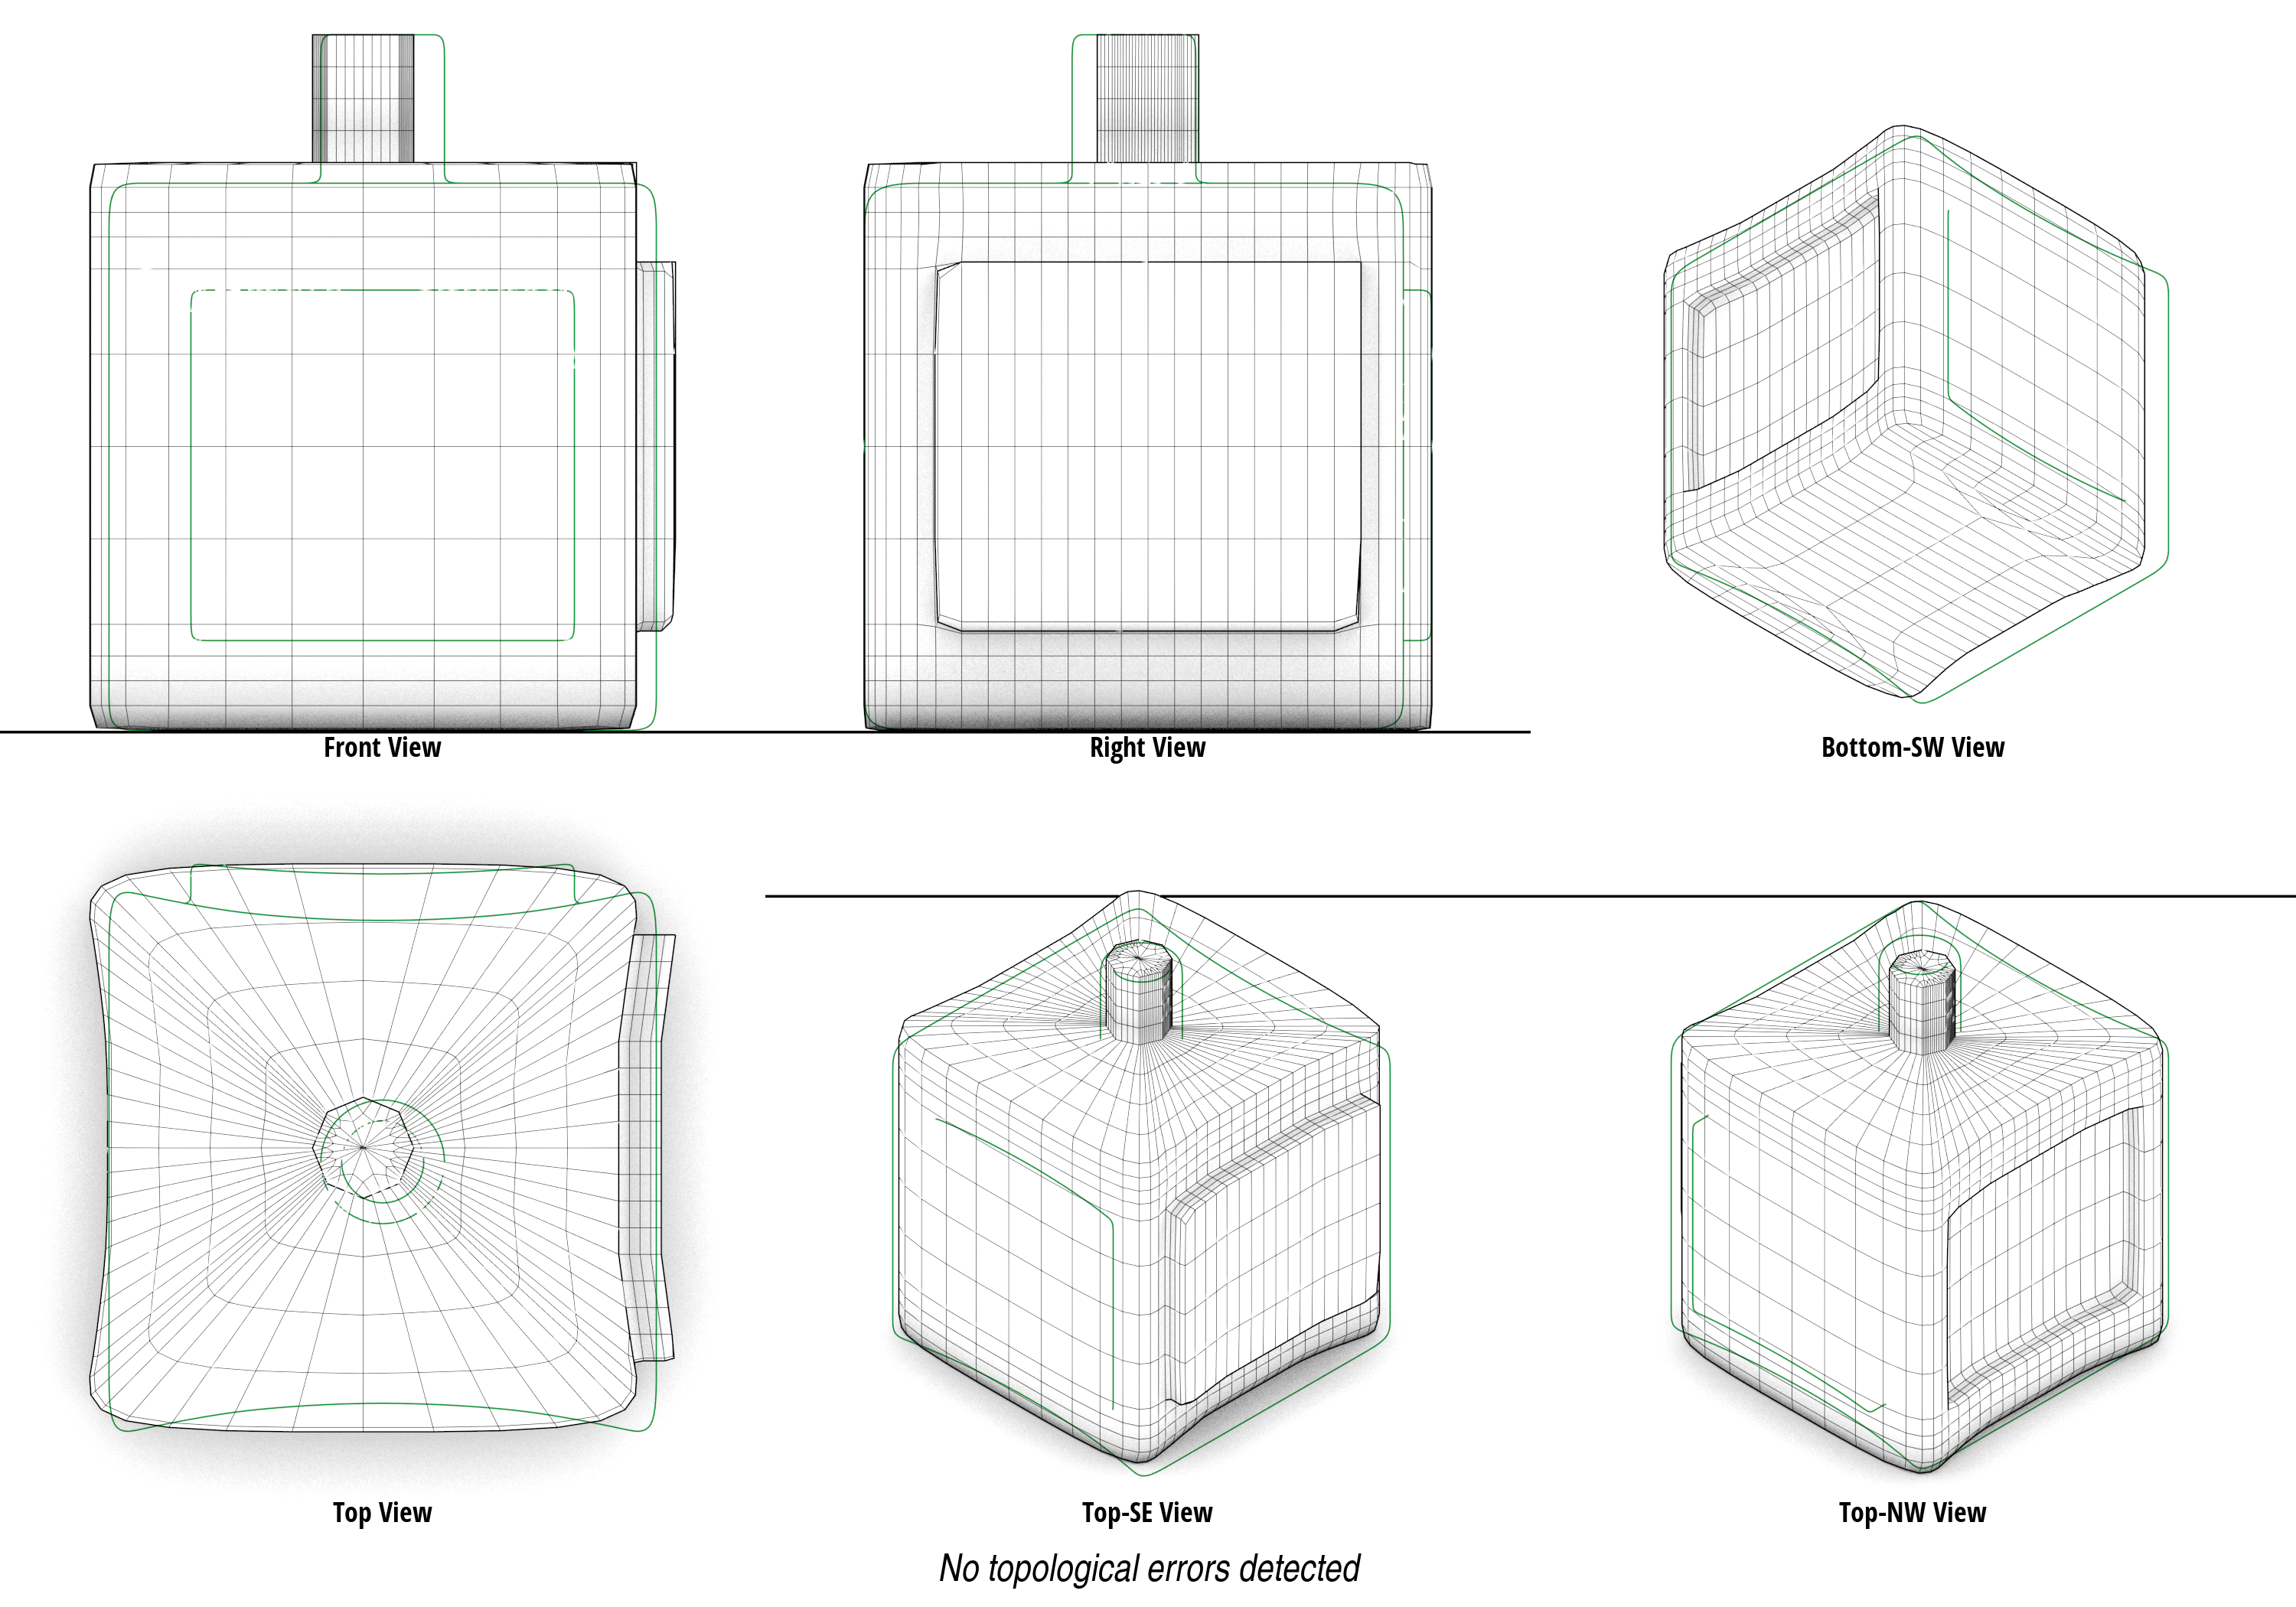 Front View
Right View
Bottom-SW View
Top View
Top-SE View
Top-NW View
No topological errors detected